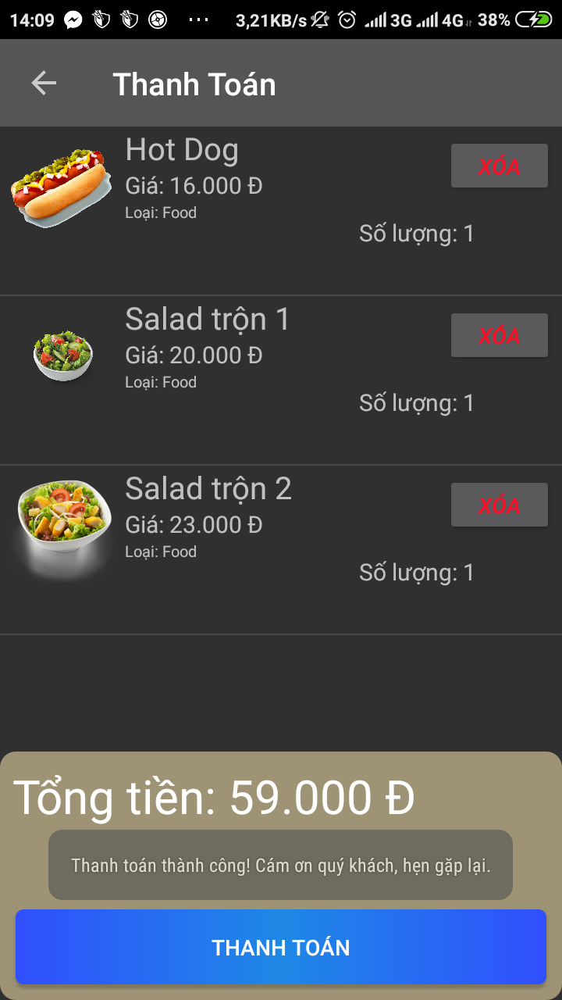 14:09 ... 3,21KB/s 3G 4G 38%
Thanh Toán
Hot Dog
XÓA
Giá: 16.000 Đ
Loại: Food
Số lượng: 1
Salad trộn 1
XÓA
Giá: 20.000 Đ
Loại: Food
Số lượng: 1
Salad trộn 2
XÓA
Giá: 23.000 Đ
Loại: Food
Số lượng: 1
Tổng tiền: 59.000 Đ
Thanh toán thành công! Cám ơn quý khách, hẹn gặp lại.
THANH TOÁN